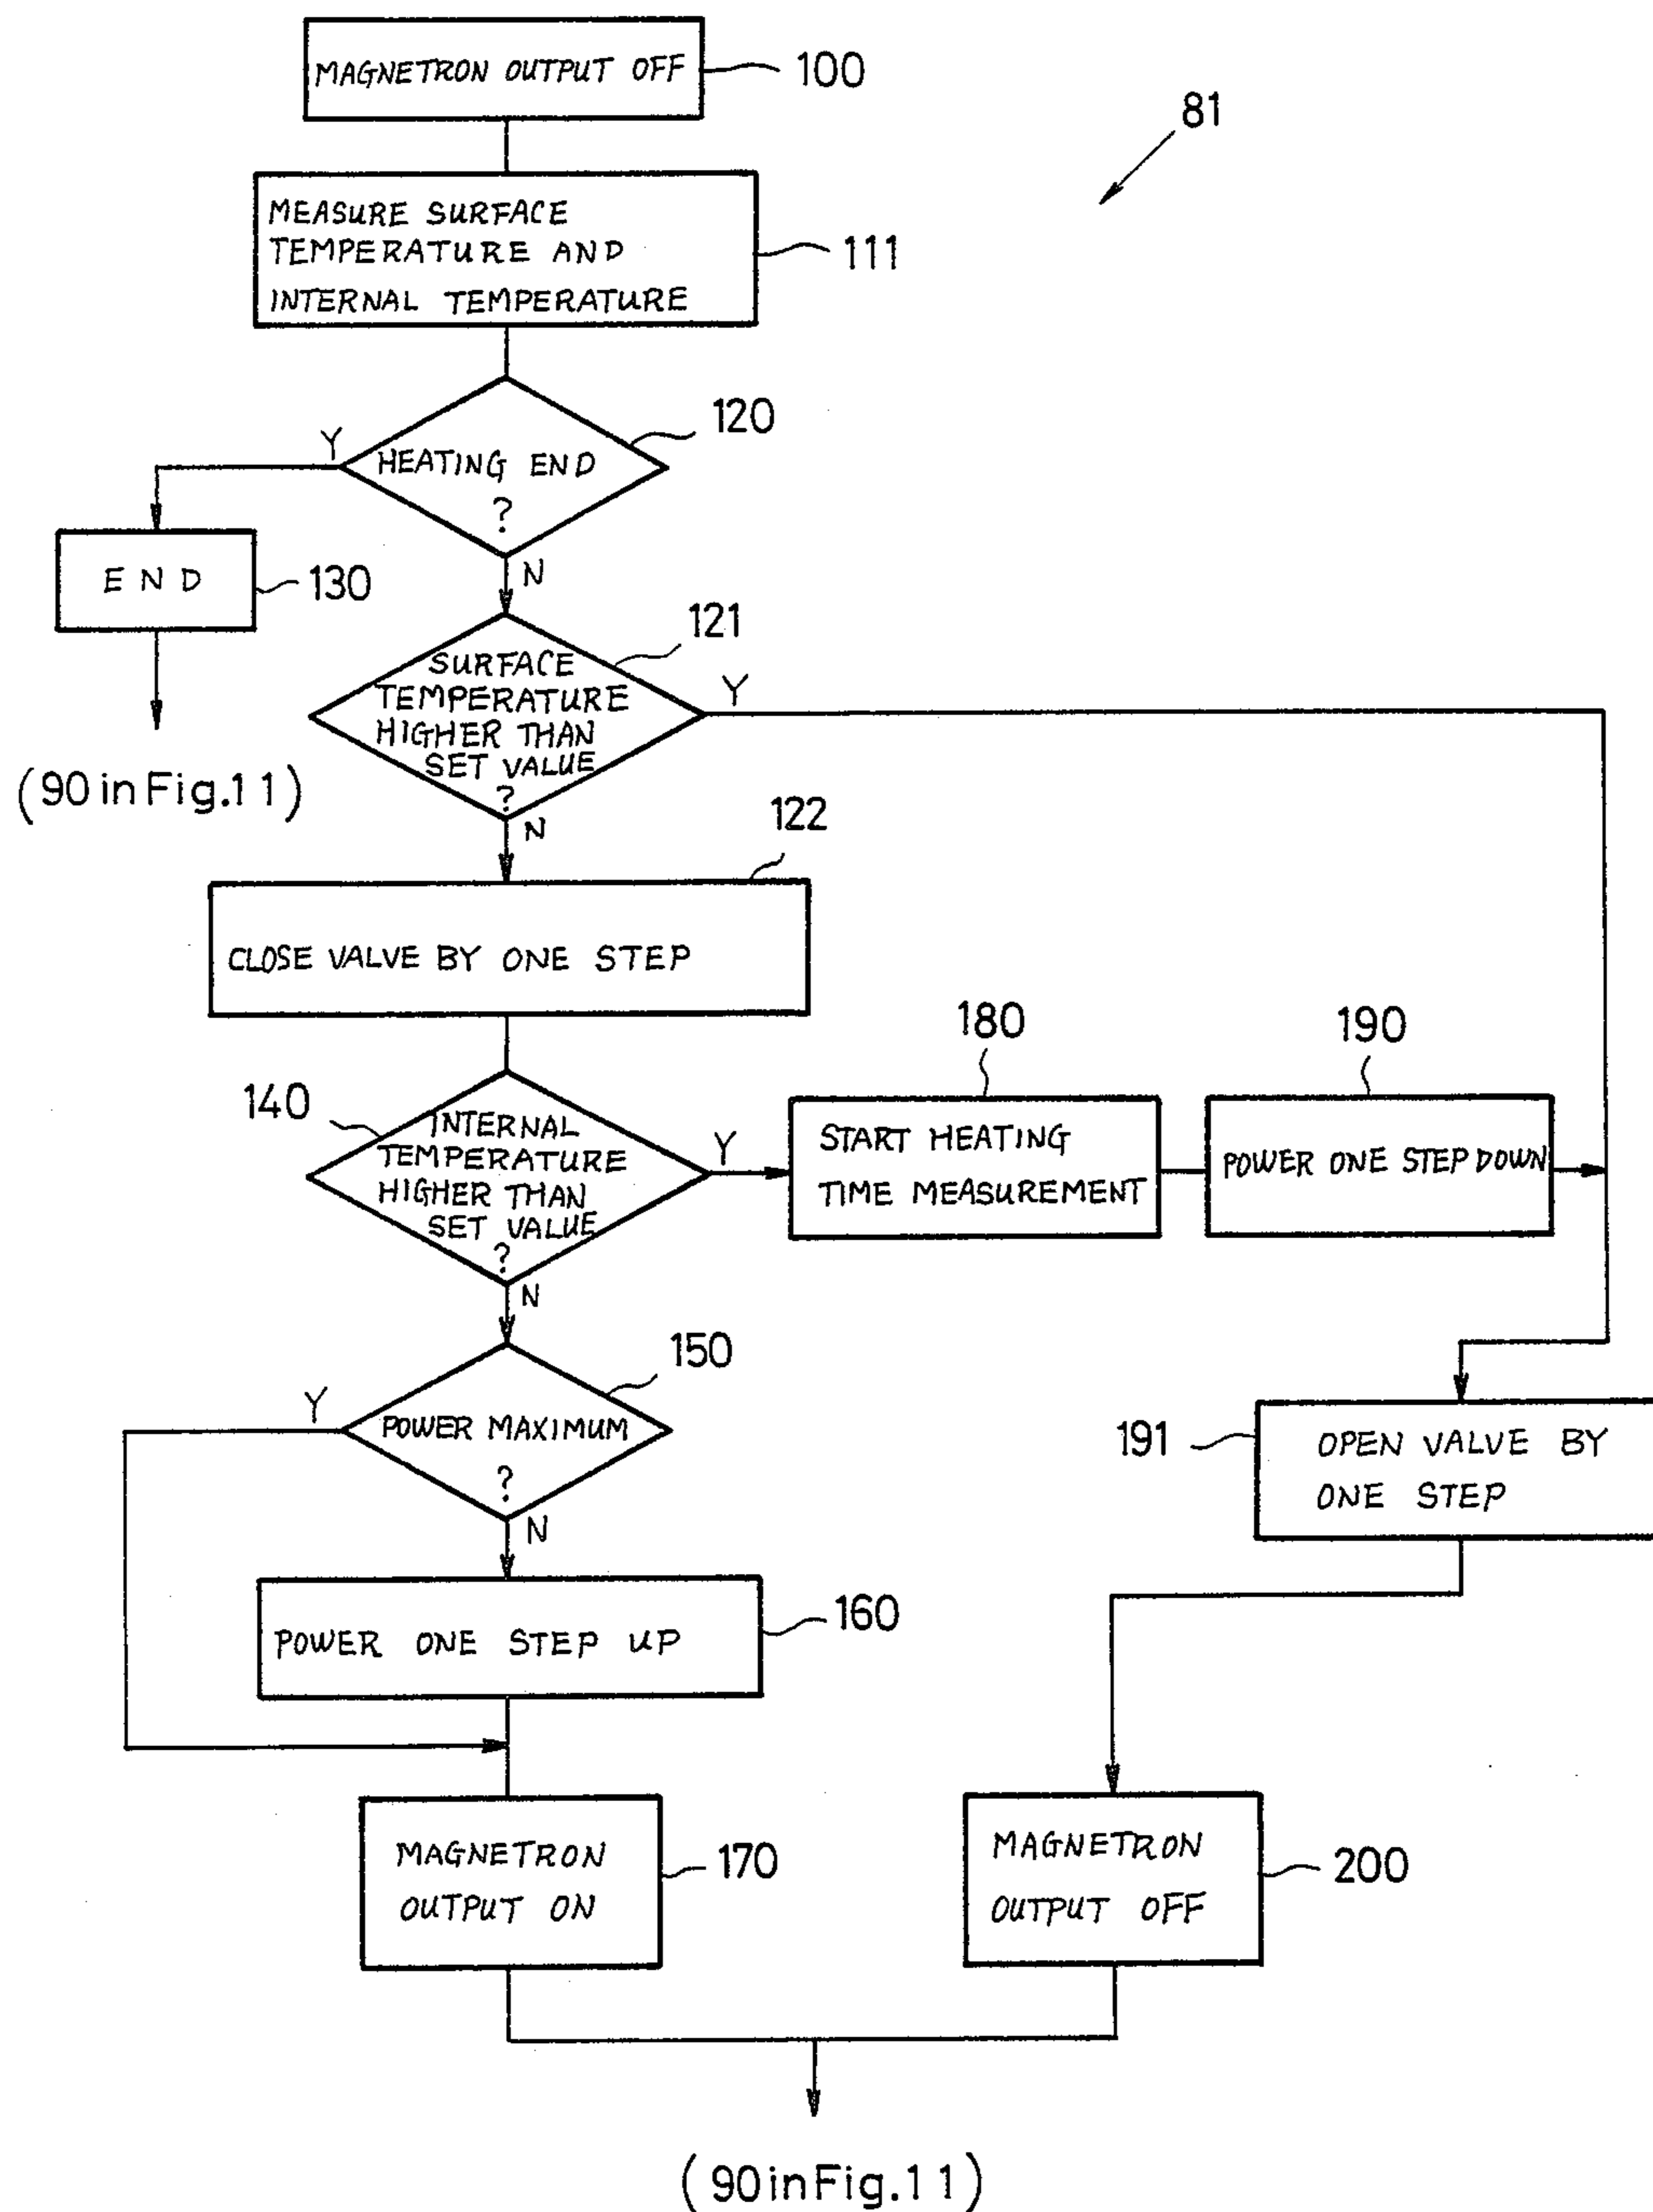 MAGNETRON OUTPUT OFF
100
81
MEASURE SURFACE
TEMPERATURE AND
INTERNAL TEMPERATURE
111
120
Y
HEATING END
?
N
END
130
(90 in Fig.11)
121
SURFACE
TEMPERATURE
HIGHER THAN
SET VALUE
?
Y
N
122
CLOSE VALVE BY ONE STEP
140
INTERNAL
TEMPERATURE
HIGHER THAN
SET VALUE
?
Y
N
180
START HEATING
TIME MEASUREMENT
190
POWER ONE STEP DOWN
150
Y
POWER MAXIMUM
?
N
191
OPEN VALVE BY
ONE STEP
POWER ONE STEP UP
160
MAGNETRON
OUTPUT ON
170
MAGNETRON
OUTPUT OFF
200
(90 in Fig.11)